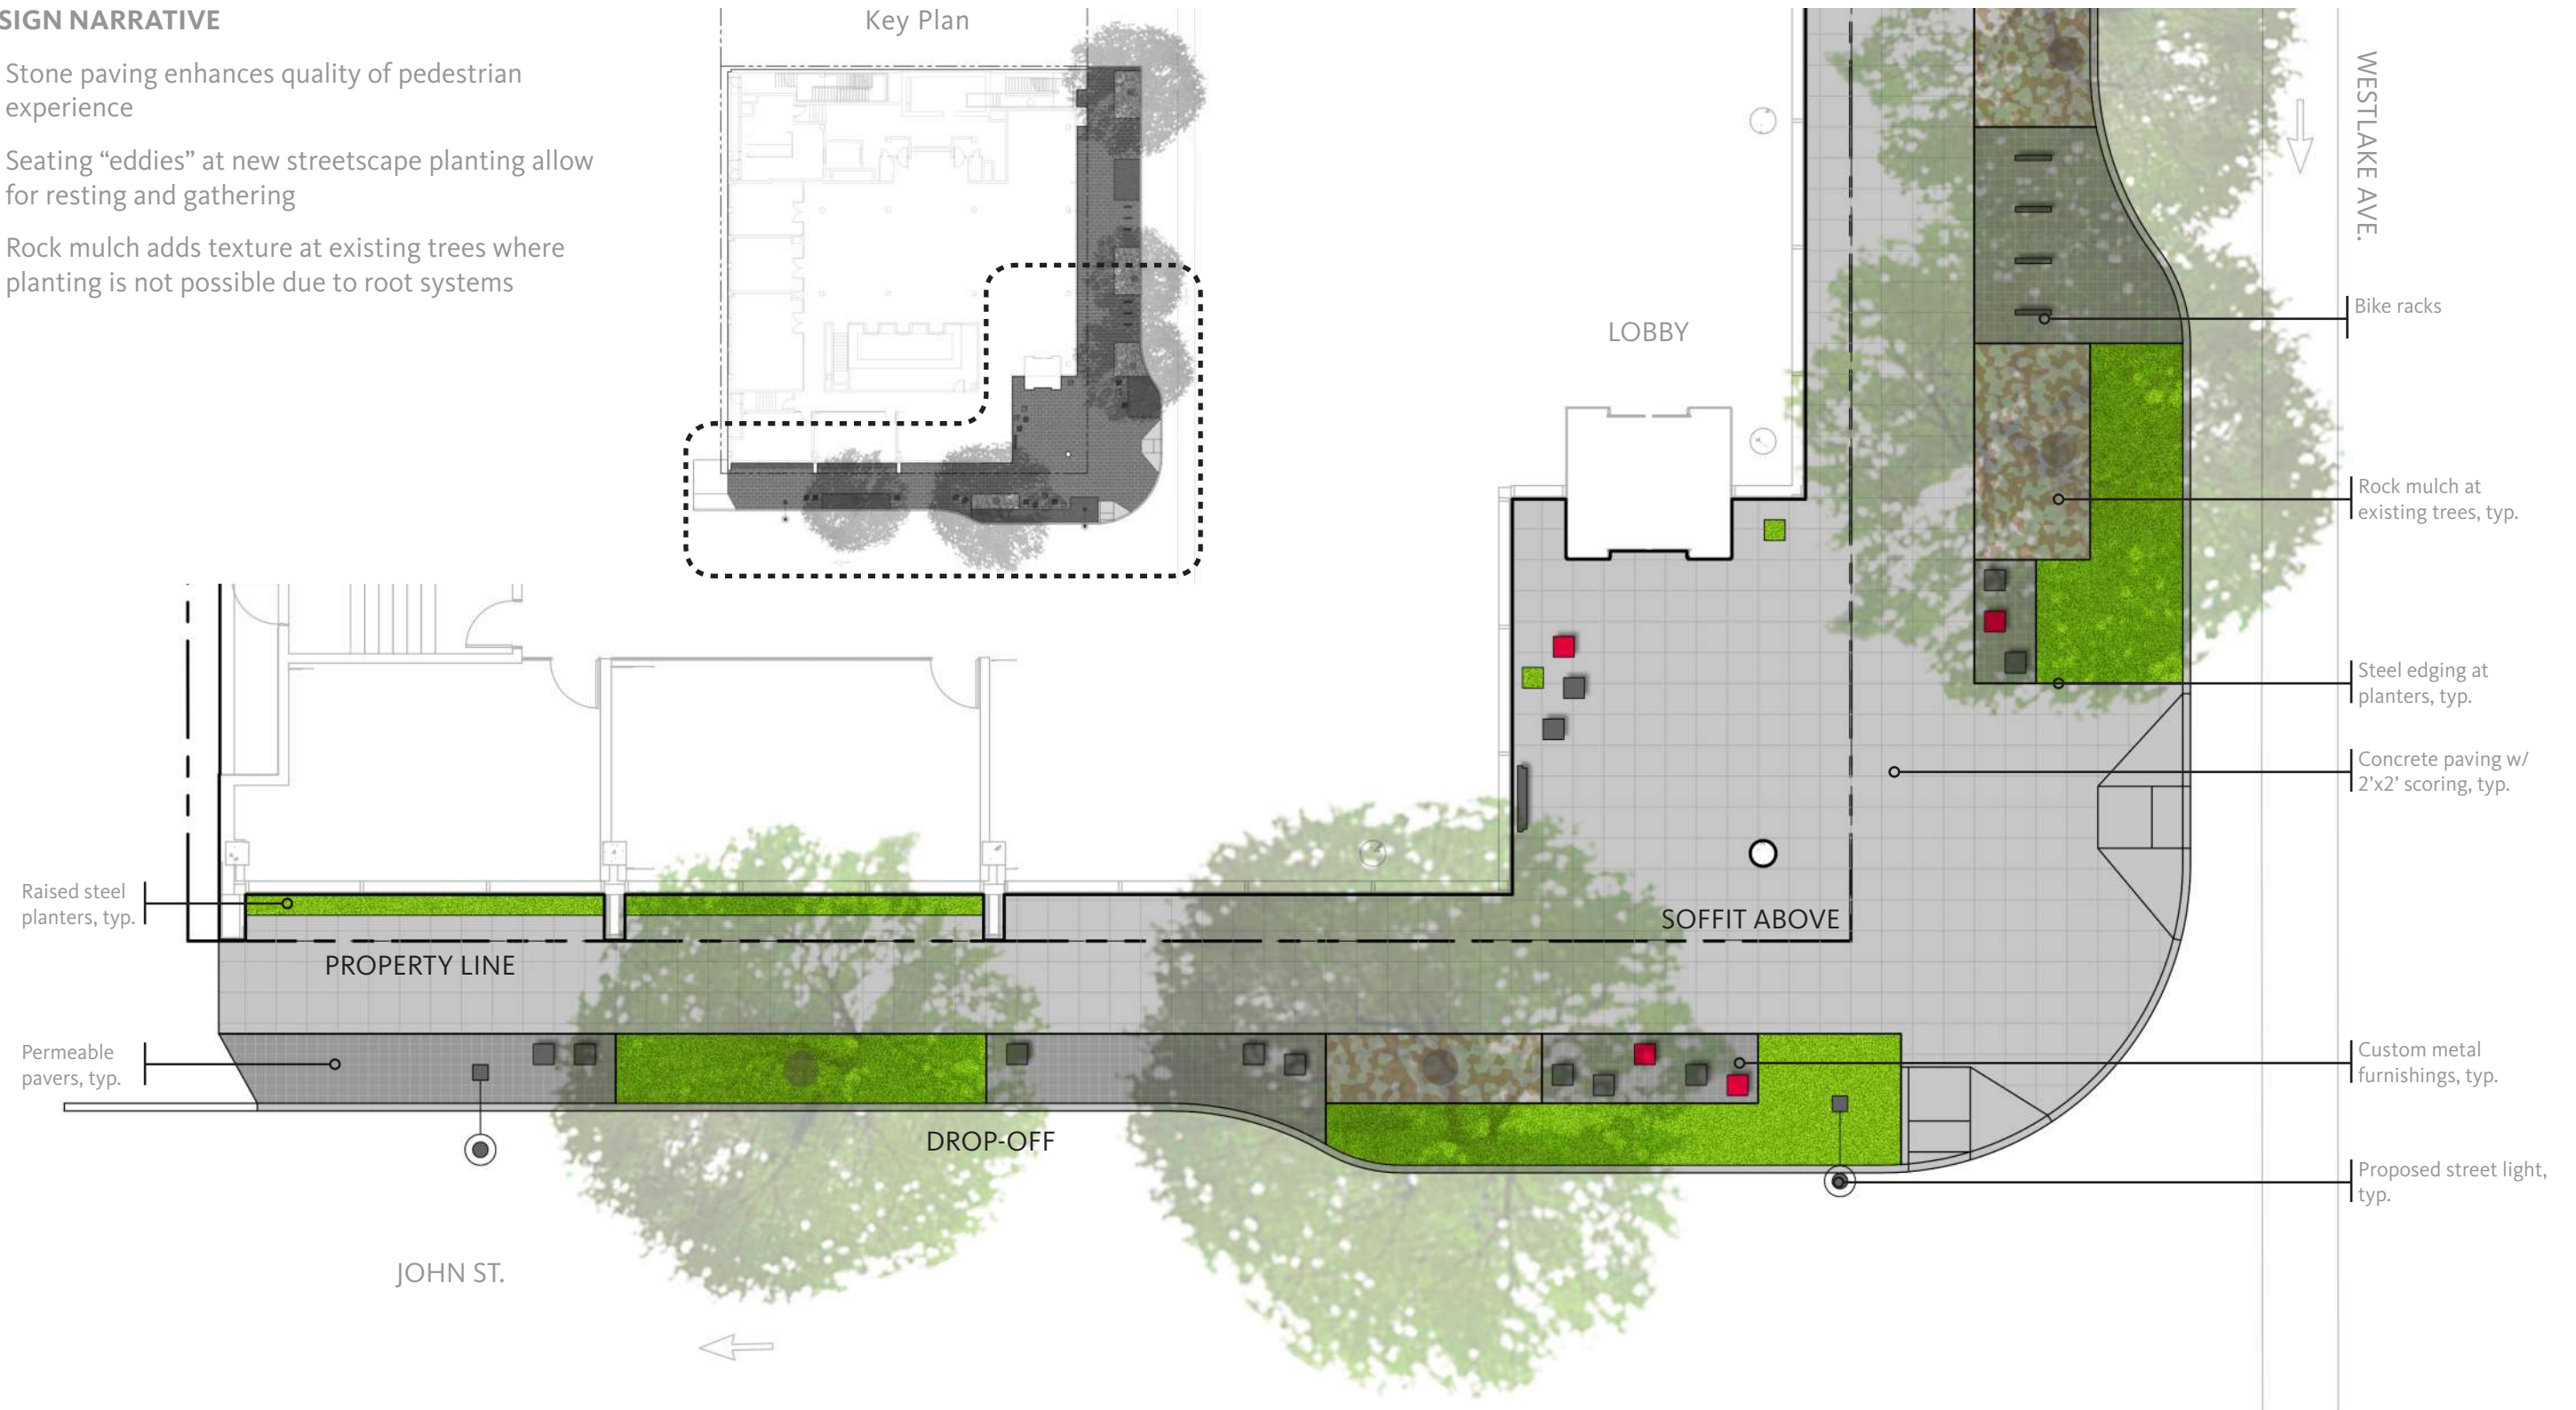 SIGN NARRATIVE
Stone paving enhances quality of pedestrian
experience
Seating “eddies” at new streetscape planting allow
for resting and gathering
Rock mulch adds texture at existing trees where
planting is not possible due to root systems
Key Plan
WESTLAKE AVE.
LOBBY
Bike racks
Rock mulch at
existing trees, typ.
Steel edging at
planters, typ.
Concrete paving w/
2’x2’ scoring, typ.
Raised steel
planters, typ.
SOFFIT ABOVE
PROPERTY LINE
Permeable
pavers, typ.
Custom metal
furnishings, typ.
DROP-OFF
Proposed street light,
typ.
JOHN ST.